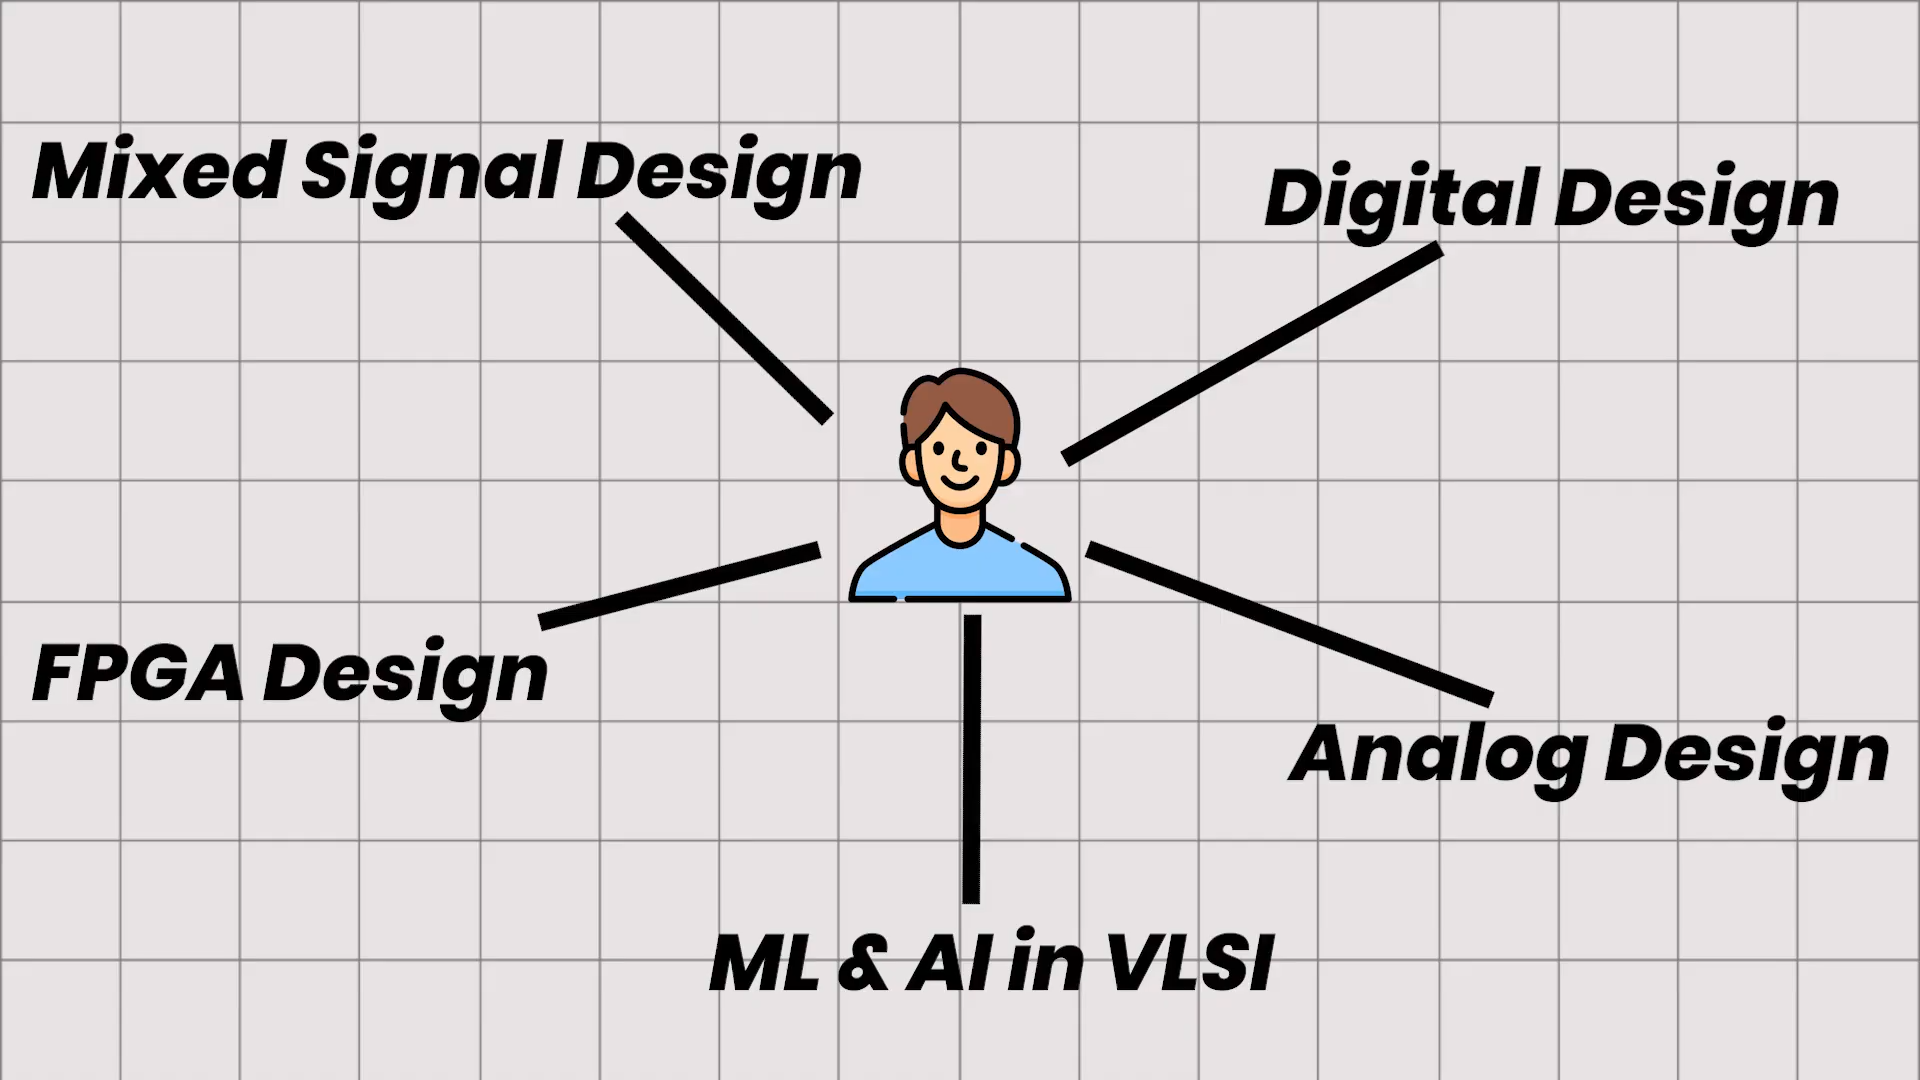 Mixed Signal Design
Digital Design
FPGA Design
Analog Design
ML & AI in VLSI